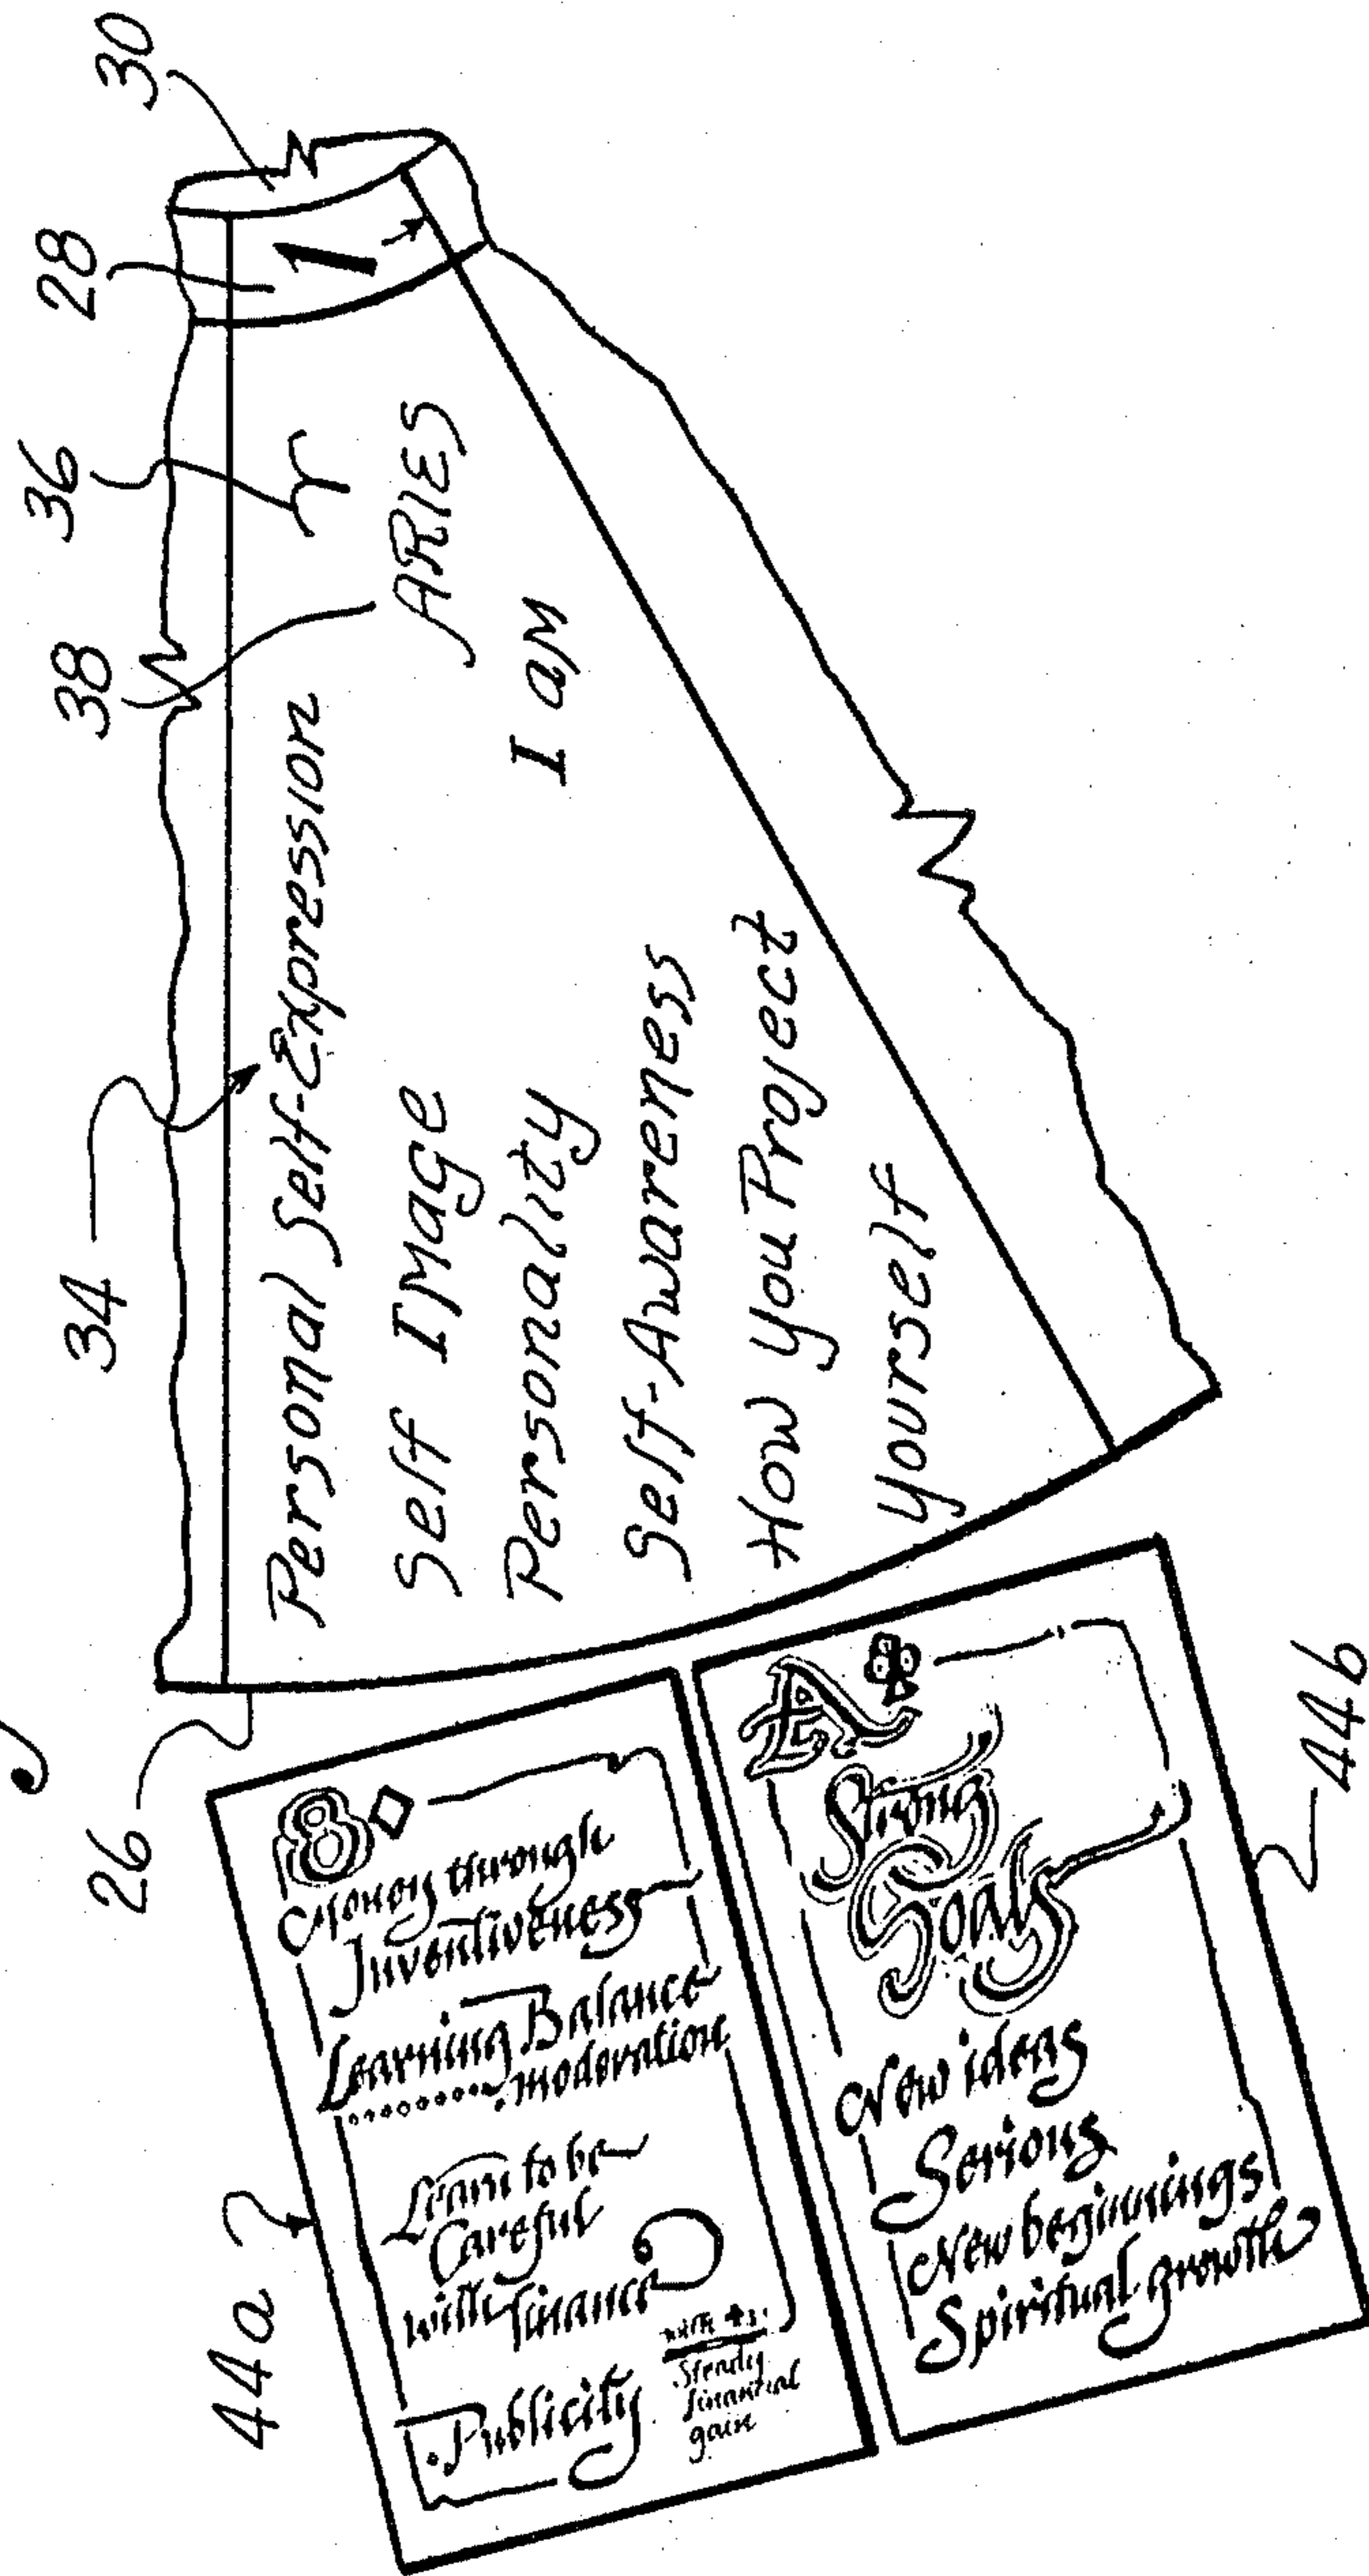 34
38
36
28
30
26
44a
44b
1
ARIES
I am
Personal Self-Expression
Self Image
Personality
Self-Awareness
How You Project
Yourself
8
Money through
Inventiveness
Learning Balance
moderation
Learn to be
Careful
with finance
Publicity
with 4s:
Steady
financial
gain
A
Strong
Goals
New ideas
Serious
New beginnings
Spiritual growth